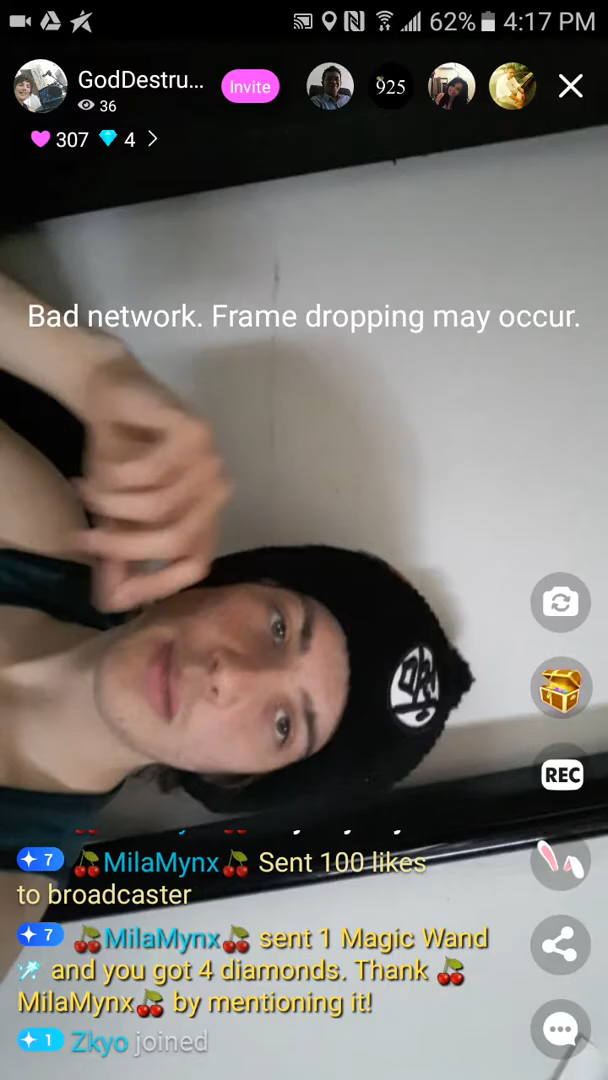 62% 4:17 PM
GodDestru...
Invite
925
36
307 4
Bad network. Frame dropping may occur.
REC
7 🍒MilaMynx🍒 Sent 100 likes
to broadcaster
7 🍒MilaMynx🍒 sent 1 Magic Wand
and you got 4 diamonds. Thank 🍒
MilaMynx🍒 by mentioning it!
1 Zkyo joined